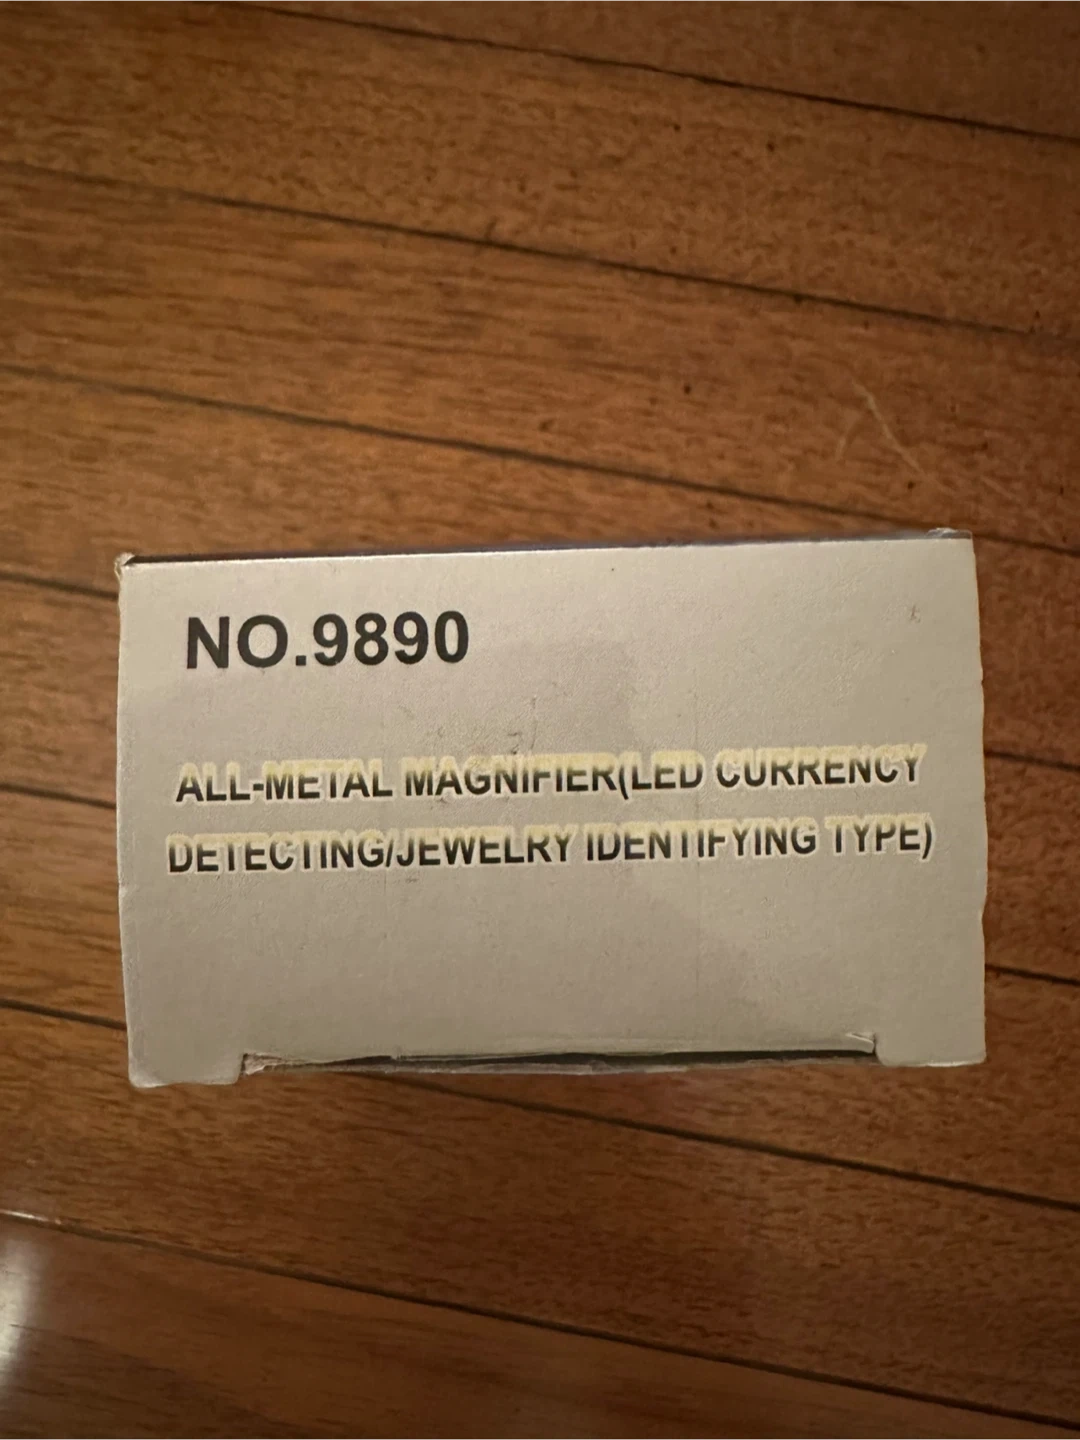 NO.9890
ALL-METAL MAGNIFIER(LED CURRENCY
DETECTING/JEWELRY IDENTIFYING TYPE)